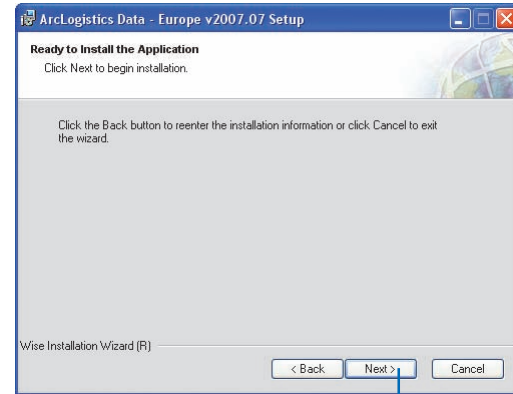 ArcLogistics Data - Europe v2007.07 Setup
Ready to Install the Application
Click Next to begin installation.
Click the Back button to reenter the installation information or click Cancel to exit
the wizard.
Wise Installation Wizard (R)
< Back
Next >
Cancel